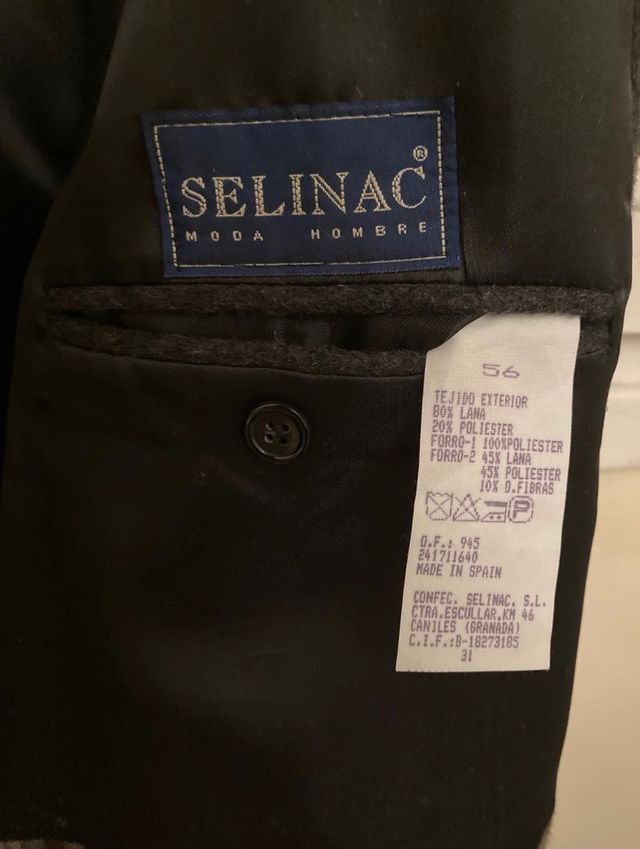 SELINAC®
MODA HOMBRE
56
TEJIDO EXTERIOR
80% LANA
20% POLIESTER
FORRO-1 100%POLIESTER
FORRO-2 45% LANA
45% POLIESTER
10% O.FIBRAS
P
O.F.: 945
241711640
MADE IN SPAIN
CONFEC. SELINAC, S.L.
CTRA.ESCULLAR,KM 46
CANILES (GRANADA)
C.I.F.:B-18273185
31